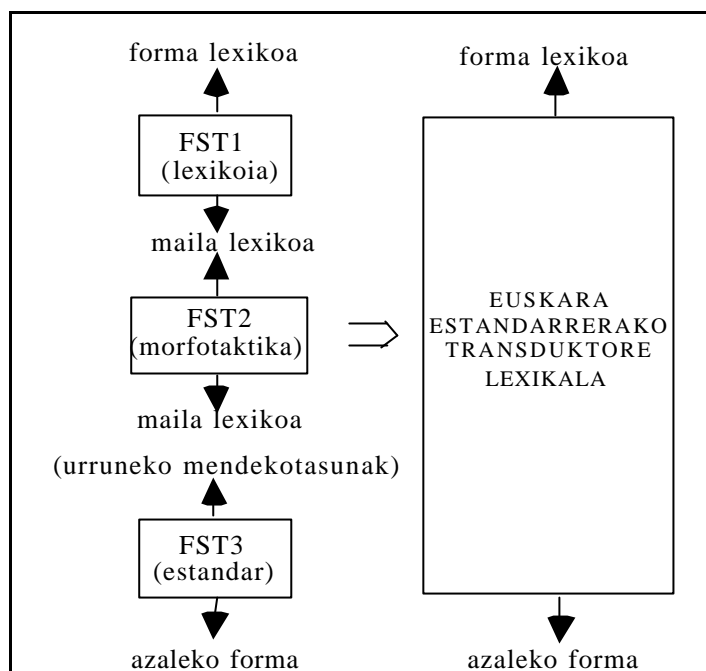 forma lexikoa
FST1
(lexikoia)
maila lexikoa
FST2
(morfotaktika)
maila lexikoa
(urruneko mendekotasunak)
FST3
(estandar)
azaleko forma
forma lexikoa
EUSKARA
ESTANDARRERAKO
TRANSDUKTORE
LEXIKALA
azaleko forma